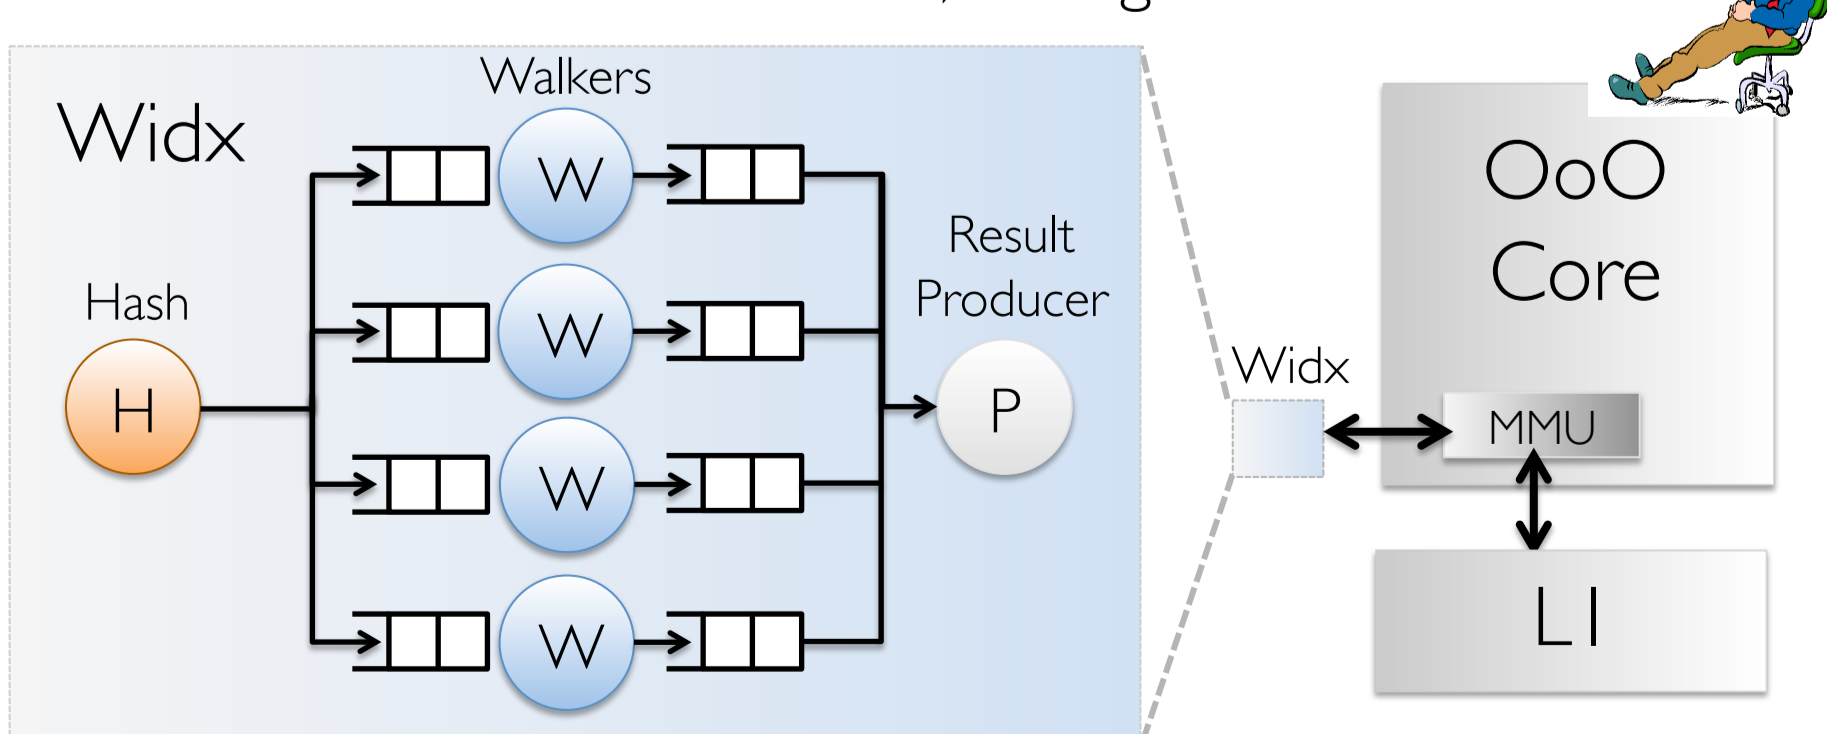 Walkers
Widx
W
W
W
W
Hash
H
Result
Producer
P
Widx
OoO
Core
MMU
L1